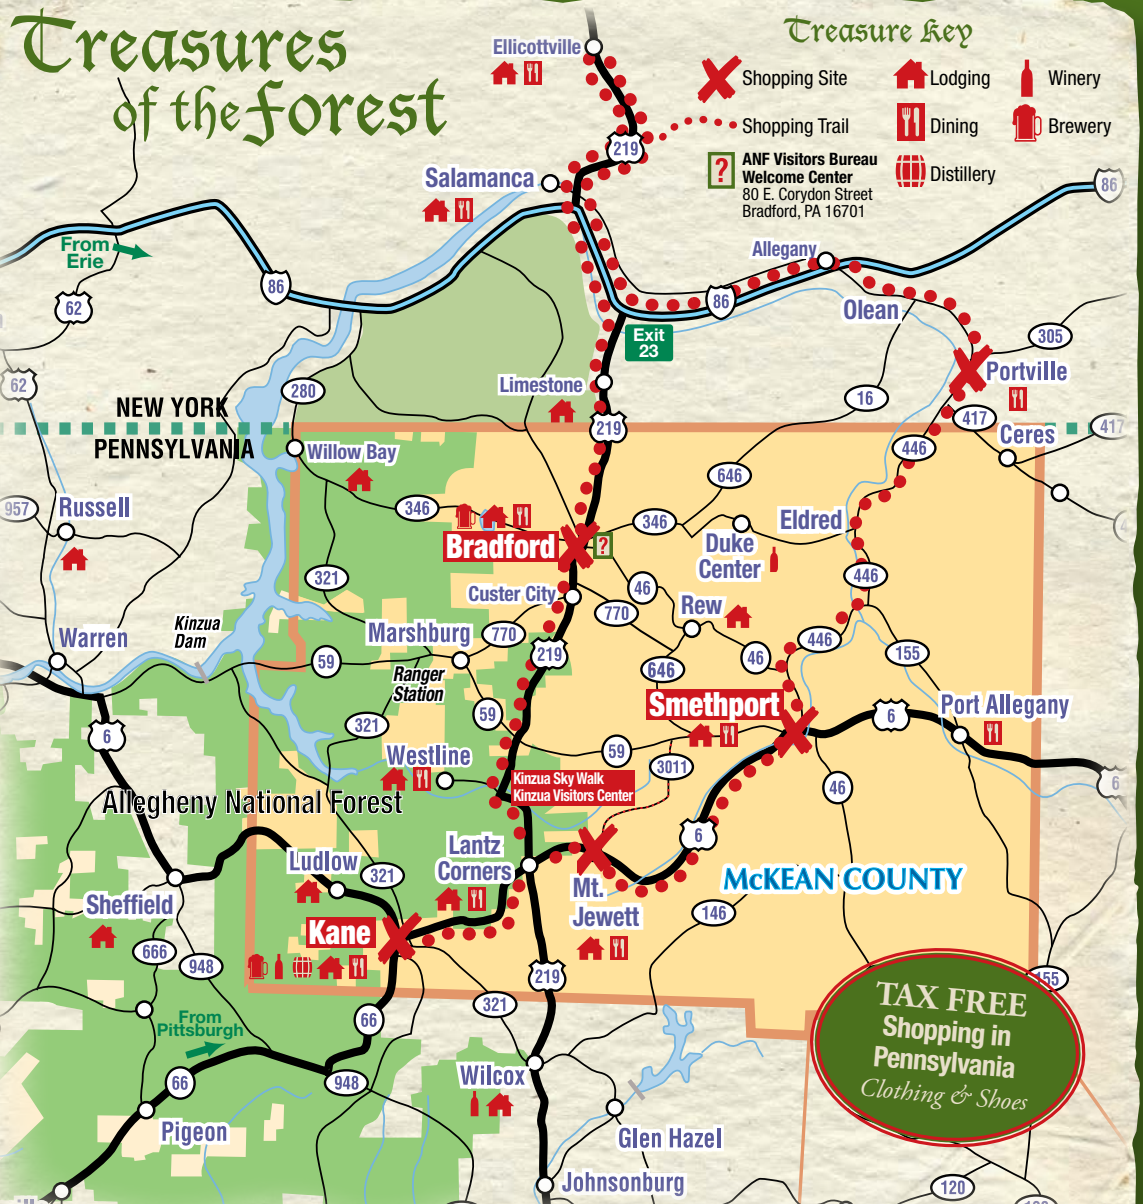 Treasures
of the Forest
Treasure Key
Shopping Site
Lodging
Winery
Shopping Trail
Dining
Brewery
?
ANF Visitors Bureau
Welcome Center
80 E. Corydon Street
Bradford, PA 16701
Distillery
Ellicottville
219
Salamanca
86
From
Erie
86
62
Allegany
86
Olean
Exit
23
305
62
Limestone
280
16
Portville
NEW YORK
219
417
417
Ceres
PENNSYLVANIA
Willow Bay
446
646
957
Russell
346
346
Eldred
Bradford
?
Duke
Center
321
446
46
Custer City
770
Rew
Kinzua
Dam
Warren
Marshburg
770
446
219
59
155
Ranger
Station
646
46
Smethport
59
321
6
Port Allegany
6
Westline
59
3011
Kinzua Sky Walk
Kinzua Visitors Center
46
6
Allegheny National Forest
6
Lantz
Corners
Ludlow
321
Mt.
Jewett
McKEAN COUNTY
Sheffield
Kane
146
666
948
219
155
321
66
TAX FREE
Shopping in
Pennsylvania
Clothing & Shoes
From
Pittsburgh
66
948
Wilcox
Pigeon
Glen Hazel
Johnsonburg
120